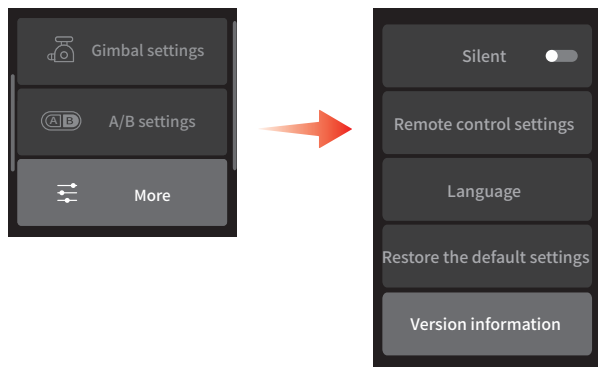 Gimbal settings
A B A/B settings
More
Silent
Remote control settings
Language
Restore the default settings
Version information